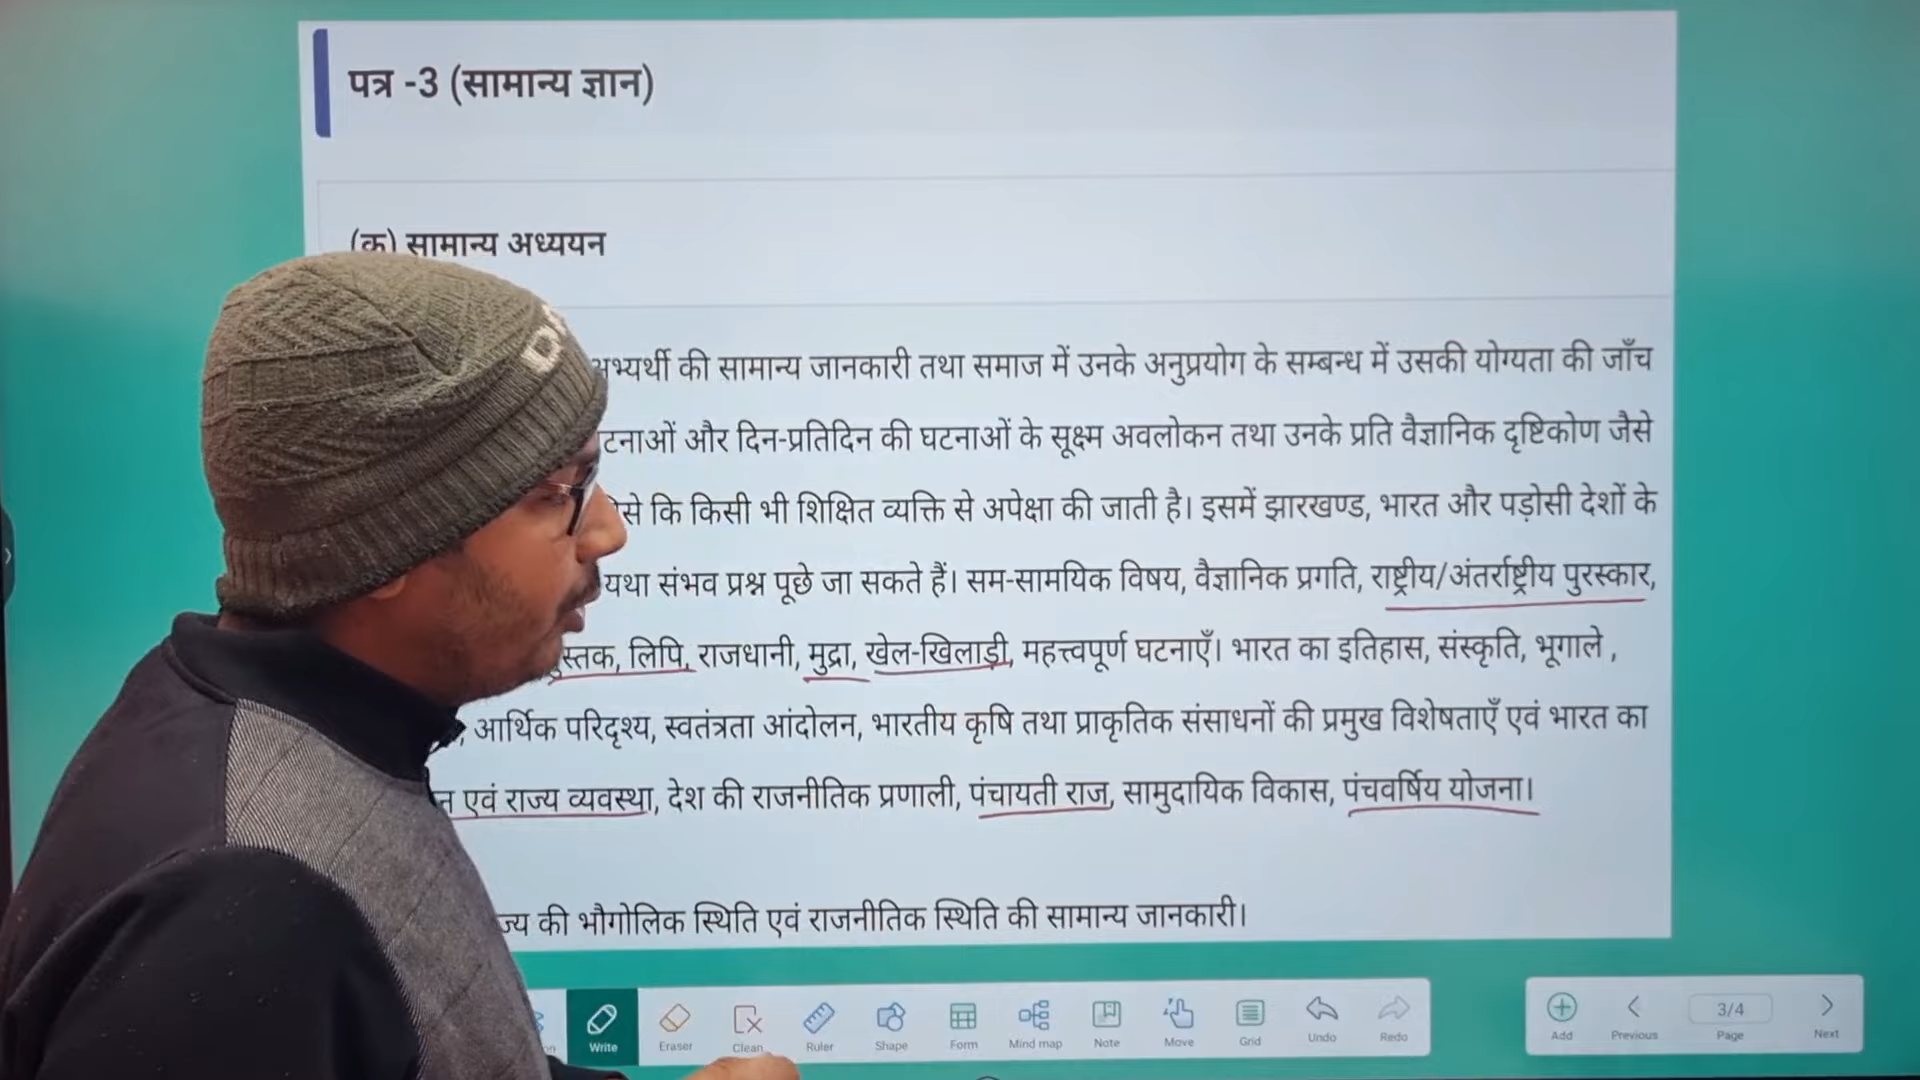 पत्र -3 (सामान्य ज्ञान)
(क) सामान्य अध्ययन
की सामान्य जानकारी तथा समाज में उनके अनुप्रयोग के सम्बन्ध में उसकी योग्यता की जाँच
और दिन-प्रतिदिन की घटनाओं के सूक्ष्म अवलोकन तथा उनके प्रति वैज्ञानिक दृष्टिकोण जैसे
कि किसी भी शिक्षित व्यक्ति से अपेक्षा की जाती है। इसमें झारखण्ड, भारत और पड़ोसी देशों के
यथा संभव प्रश्न पूछे जा सकते हैं। सम-सामयिक विषय, वैज्ञानिक प्रगति, राष्ट्रीय/अंतर्राष्ट्रीय पुरस्कार,
लिपि, राजधानी, मुद्रा, खेल-खिलाड़ी, महत्त्वपूर्ण घटनाएँ। भारत का इतिहास, संस्कृति, भूगाले ,
, आर्थिक परिदृश्य, स्वतंत्रता आंदोलन, भारतीय कृषि तथा प्राकृतिक संसाधनों की प्रमुख विशेषताएँ एवं भारत का
एवं राज्य व्यवस्था, देश की राजनीतिक प्रणाली, पंचायती राज, सामुदायिक विकास, पंचवर्षिय योजना।
की भौगोलिक स्थिति एवं राजनीतिक स्थिति की सामान्य जानकारी।
Write Eraser Clean Ruler Shape Form Mind map Note Move Grid Undo Redo Add Previous 3/4 Page Next